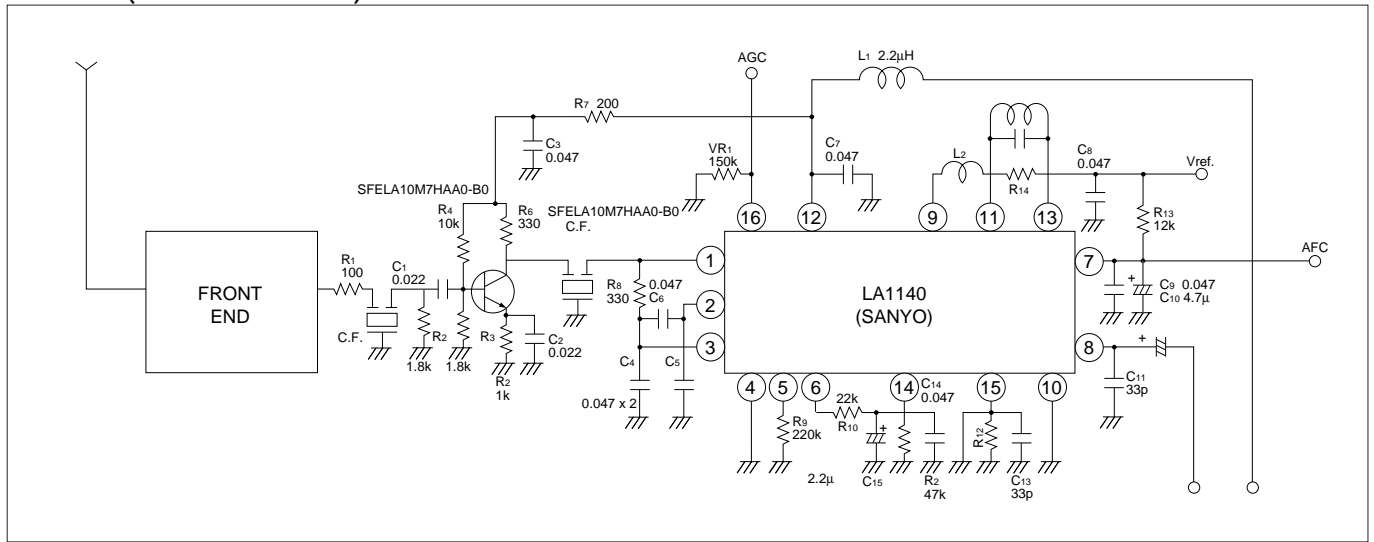 AGC
L1 2.2μH
R7 200
C3
0.047
VR1
150k
C7
0.047
L2
R14
C8
0.047
Vref.
SFELA10M7HAA0-B0
R4
10k
R6
330
SFELA10M7HAA0-B0
C.F.
16
12
9
11
13
R13
12k
AFC
FRONT
END
R1
100
C1
0.022
C.F.
R2
1.8k
R3
1.8k
R2
1k
C2
0.022
R8
330
0.047
C6
C4
C5
0.047 x 2
1
2
3
LA1140
(SANYO)
7
8
C9 0.047
C10 4.7μ
+
+
C11
33p
4
5
6
14
15
10
R9
220k
22k
R10
C14
0.047
+
2.2μ
C15
R2
47k
R12
C13
33p